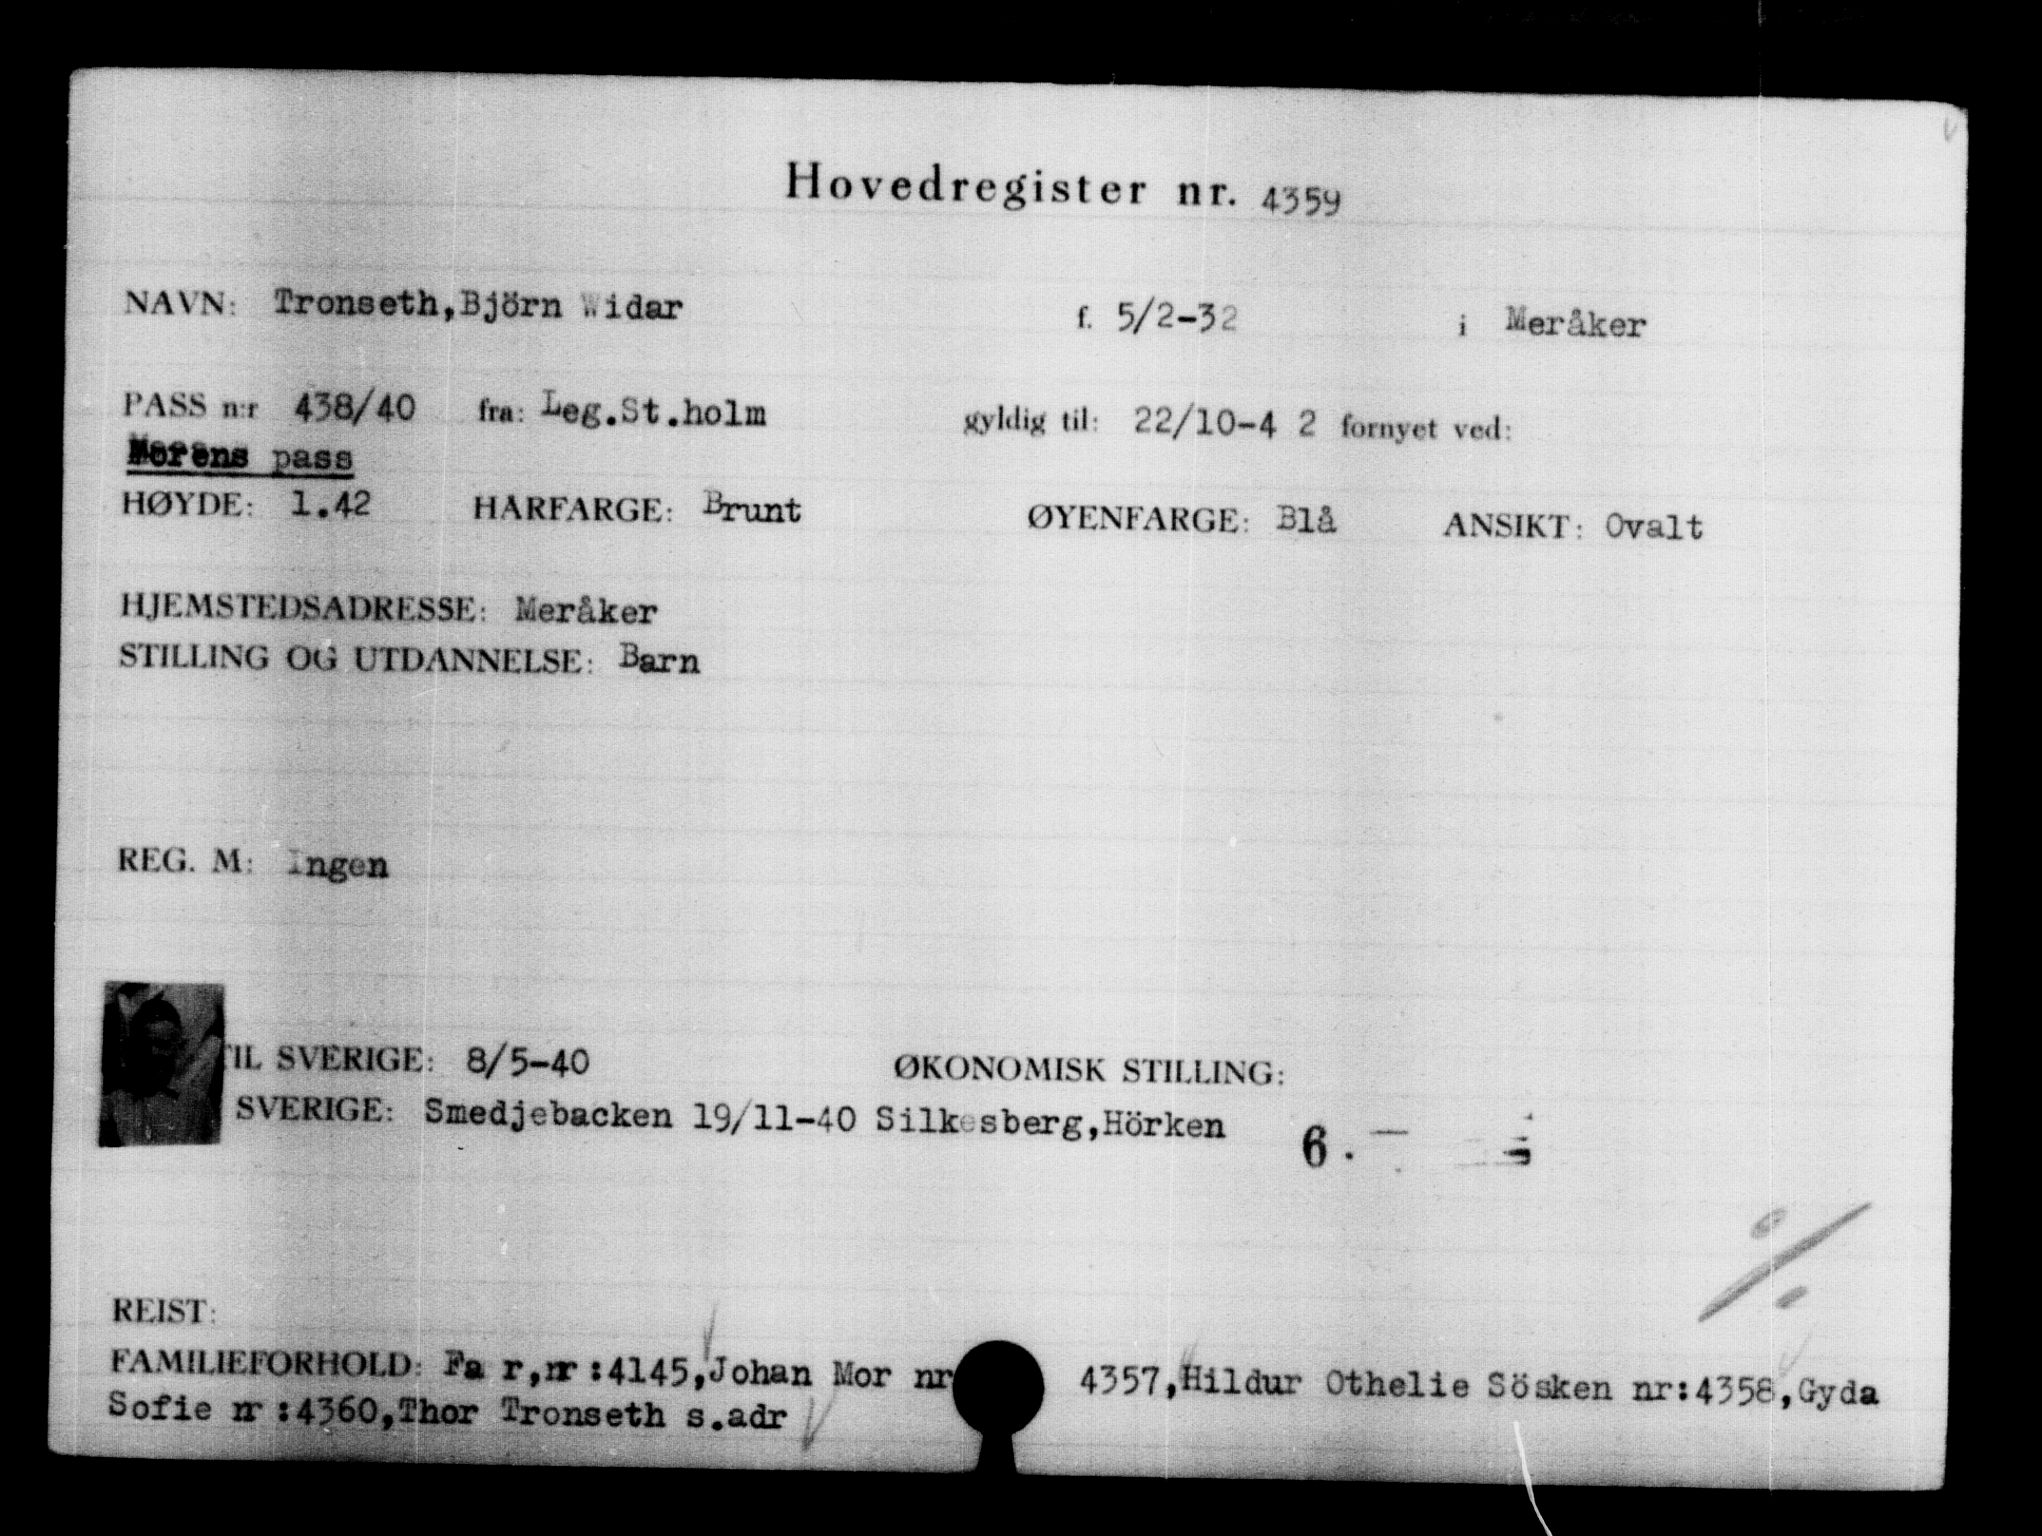 Hovedregister nr. 4359
NAVN: Tronseth,Björn Widar f. 5/2-32 i Meråker
PASS n:r 438/40 fra: Leg.St.holm gyldig til: 22/10-4 2 fornyet ved:
Morens pass
HØYDE: 1.42 HÅRFARGE: Brunt ØYENFARGE: Blå ANSIKT: Ovalt
HJEMSTEDSADRESSE: Meråker
STILLING OG UTDANNELSE: Barn
REG. M: Ingen
TIL SVERIGE: 8/5-40 ØKONOMISK STILLING:
SVERIGE: Smedjebacken 19/11-40 Silkesberg,Hörken 6.
REIST:
FAMILIEFORHOLD: Fa r,nr :4145,Johan Mor nr 4357,Hildur Othelie Sösken nr:4358,Gyda
Sofie nr :4360,Thor Tronseth s.adr